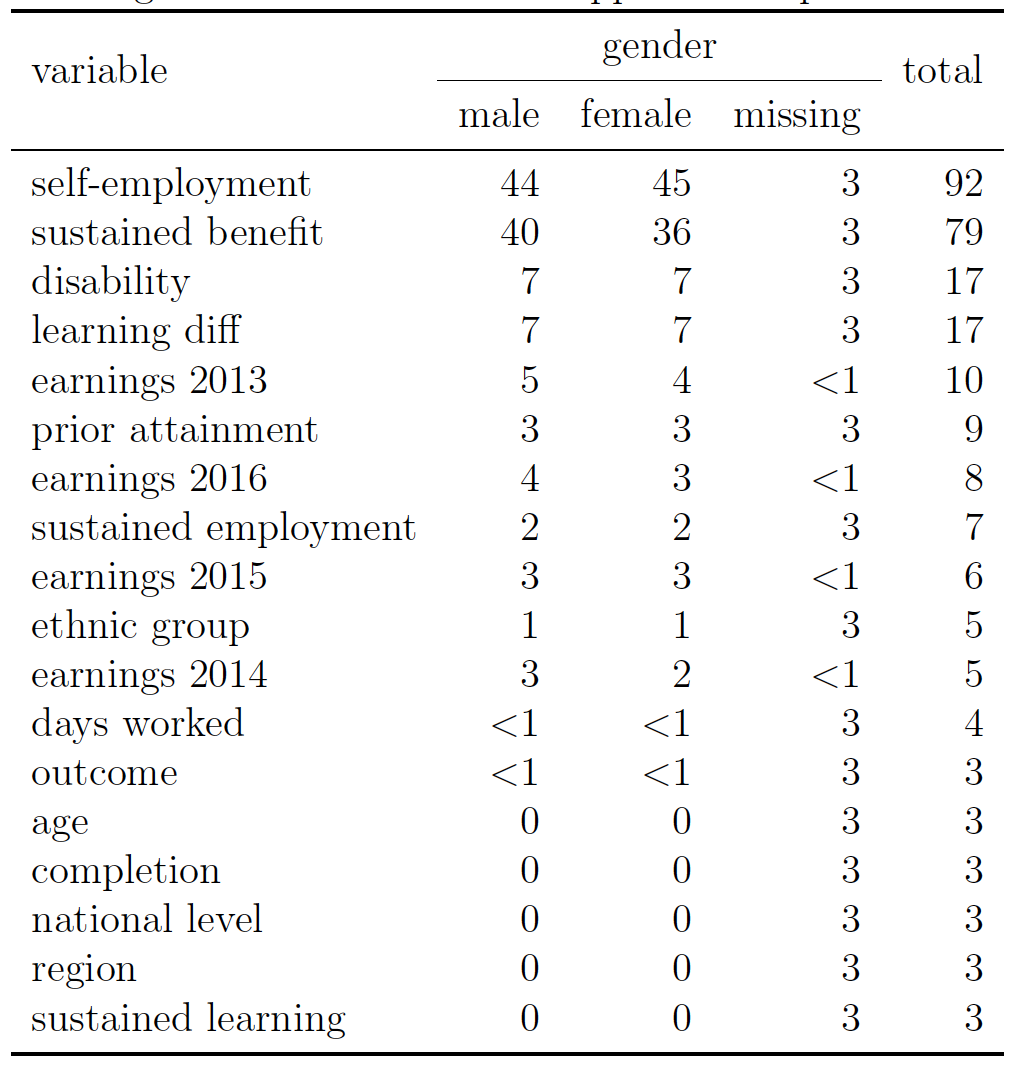 variable gender total
male female missing
self-employment 44 45 3 92
sustained benefit 40 36 3 79
disability 7 7 3 17
learning diff 7 7 3 17
earnings 2013 5 4 <1 10
prior attainment 3 3 3 9
earnings 2016 4 3 <1 8
sustained employment 2 2 3 7
earnings 2015 3 3 <1 6
ethnic group 1 1 3 5
earnings 2014 3 2 <1 5
days worked <1 <1 3 4
outcome <1 <1 3 3
age 0 0 3 3
completion 0 0 3 3
national level 0 0 3 3
region 0 0 3 3
sustained learning 0 0 3 3